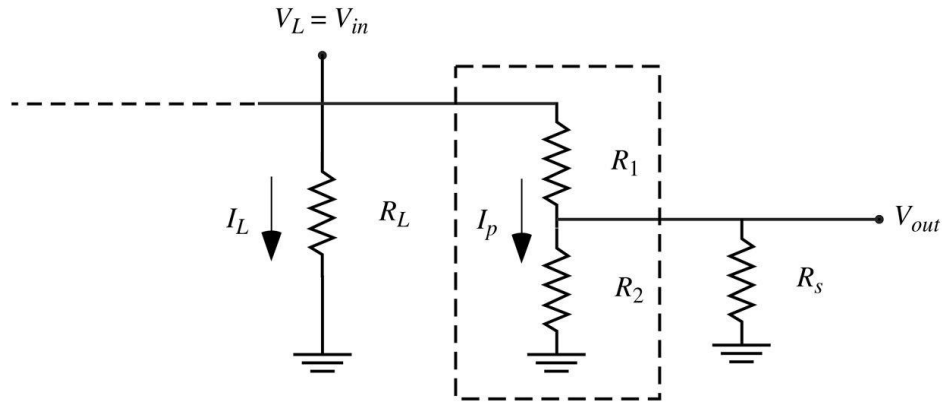 V_L = V_in
R_1
I_L
R_L
I_p
V_out
R_2
R_s